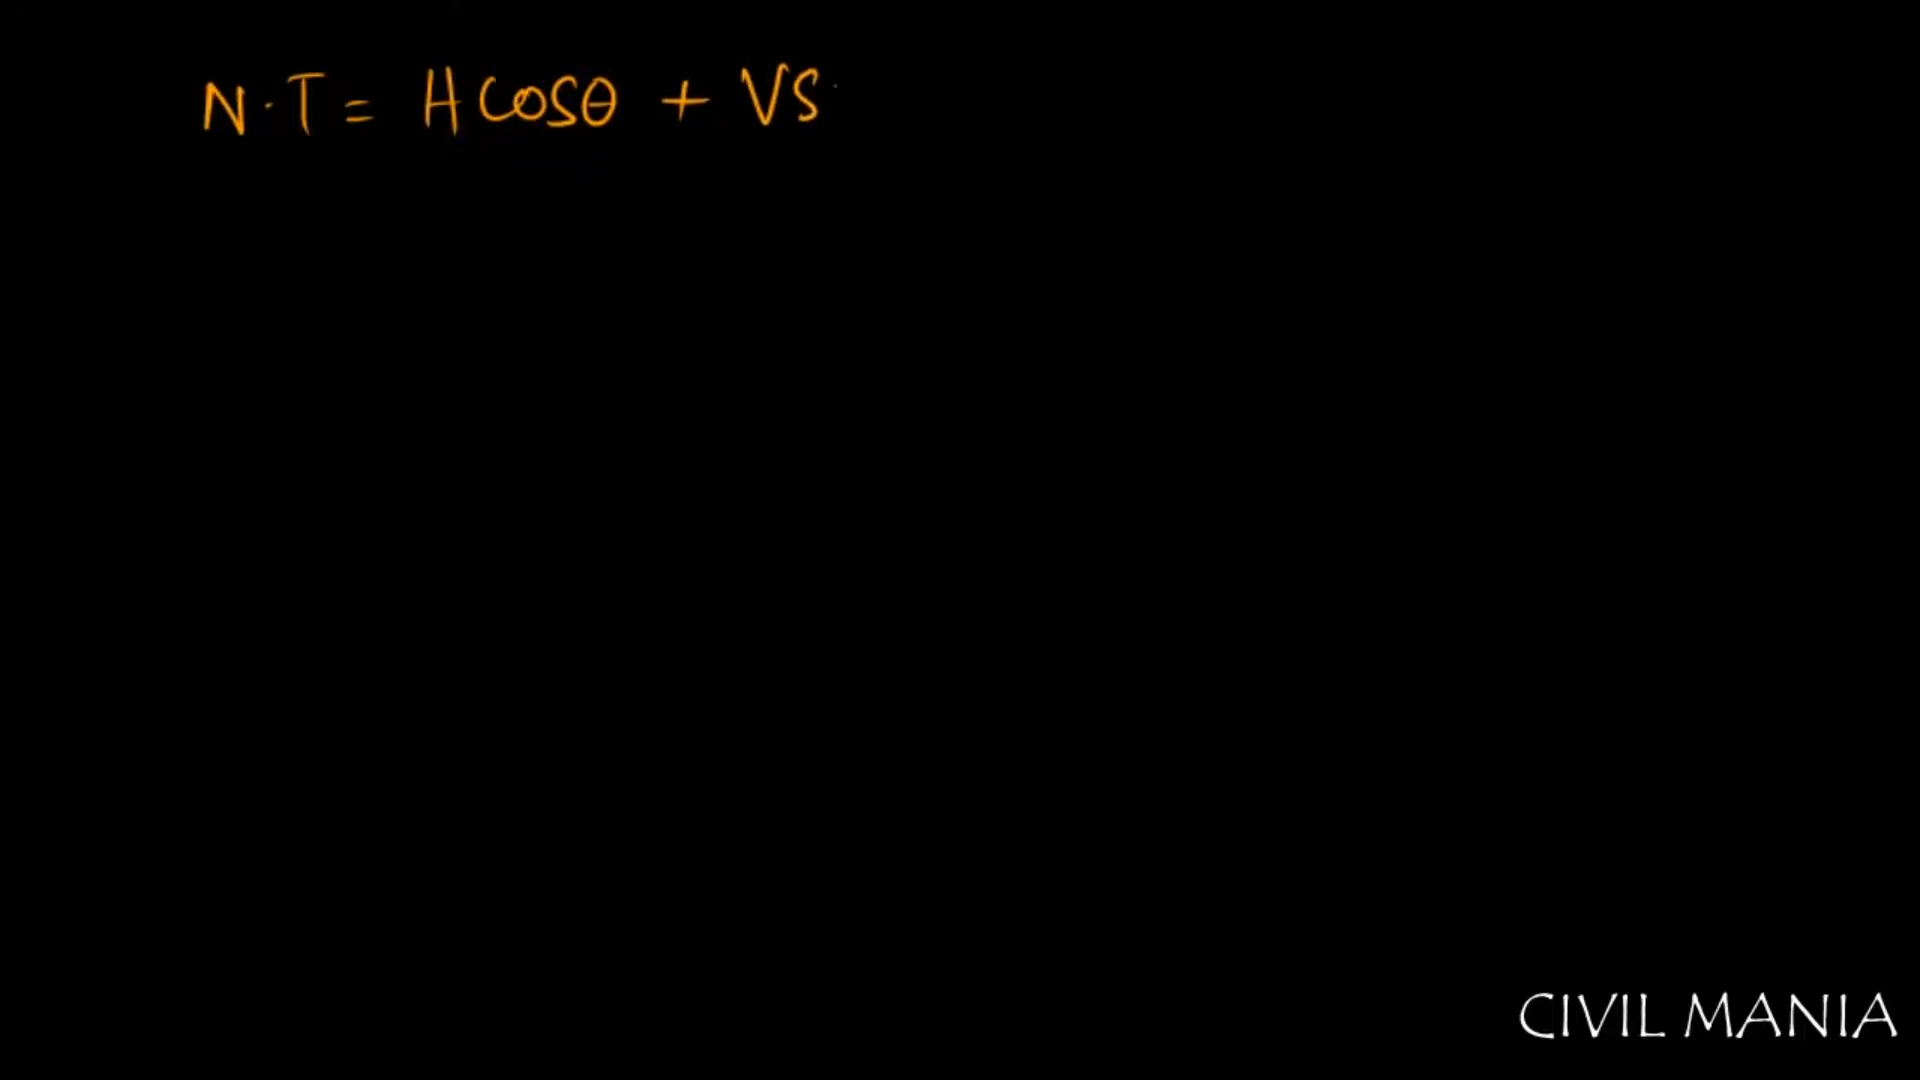 N.T = H Cosθ + VS
CIVIL MANIA